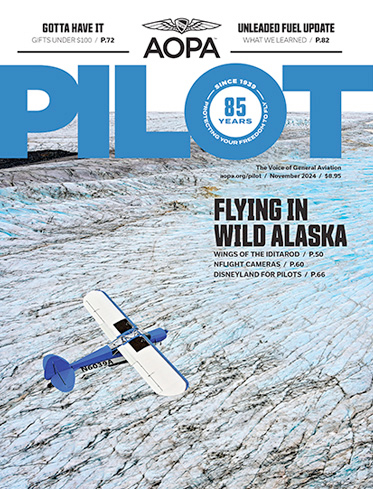 GOTTA HAVE IT
GIFTS UNDER $100 / P.72
AOPA
UNLEADED FUEL UPDATE
WHAT WE LEARNED / P.82
PILOT
SINCE 1939
85
YEARS
PROTECTING YOUR FREEDOM TO FLY
The Voice of General Aviation
aopa.org/pilot / November 2024 / $8.95
FLYING IN
WILD ALASKA
WINGS OF THE IDITAROD / P.50
NFLIGHT CAMERAS / P.60
DISNEYLAND FOR PILOTS / P.66